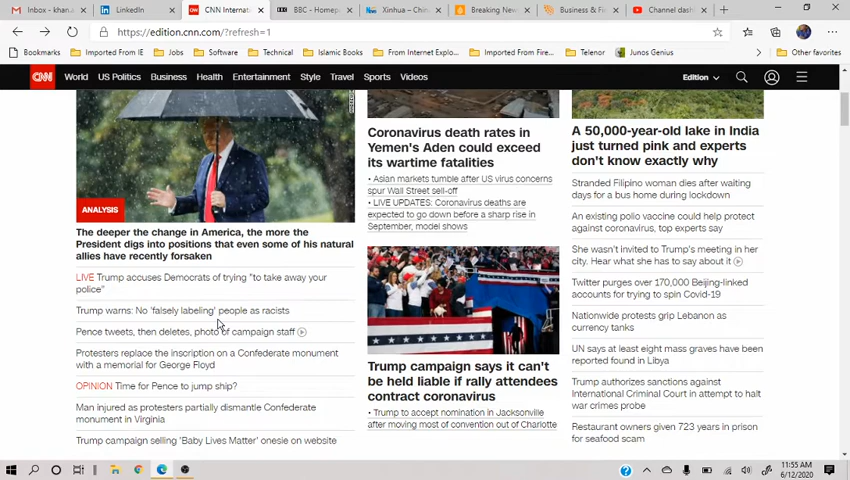 Inbox - khan.a
LinkedIn
CNN Internati
BBC - Homep
Xinhua – Chin
Breaking New
Business & Fi
Channel dash
https://edition.cnn.com/?refresh=1
Bookmarks
Imported From IE
Jobs
Software
Technical
Islamic Books
From Internet Explo...
Imported From Fire...
Telenor
Junos Genius
Other favorites
CNN
World
US Politics
Business
Health
Entertainment
Style
Travel
Sports
Videos
Edition
ANALYSIS
The deeper the change in America, the more the
President digs into positions that even some of his natural
allies have recently forsaken
LIVE Trump accuses Democrats of trying "to take away your
police"
Trump warns: No 'falsely labeling' people as racists
Pence tweets, then deletes, photo of campaign staff
Protesters replace the inscription on a Confederate monument
with a memorial for George Floyd
OPINION Time for Pence to jump ship?
Man injured as protesters partially dismantle Confederate
monument in Virginia
Trump campaign selling 'Baby Lives Matter' onesie on website
Coronavirus death rates in
Yemen's Aden could exceed
its wartime fatalities
• Asian markets tumble after US virus concerns
spur Wall Street sell-off
• LIVE UPDATES: Coronavirus deaths are
expected to go down before a sharp rise in
September, model shows
Trump campaign says it can't
be held liable if rally attendees
contract coronavirus
• Trump to accept nomination in Jacksonville
after moving most of convention out of Charlotte
A 50,000-year-old lake in India
just turned pink and experts
don't know exactly why
Stranded Filipino woman dies after waiting
days for a bus home during lockdown
An existing polio vaccine could help protect
against coronavirus, top experts say
She wasn't invited to Trump's meeting in her
city. Hear what she has to say about it
Twitter purges over 170,000 Beijing-linked
accounts for trying to spin Covid-19
Nationwide protests grip Lebanon as
currency tanks
UN says at least eight mass graves have been
reported found in Libya
Trump authorizes sanctions against
International Criminal Court in attempt to halt
war crimes probe
Restaurant owners given 723 years in prison
for seafood scam
11:55 AM
6/12/2020